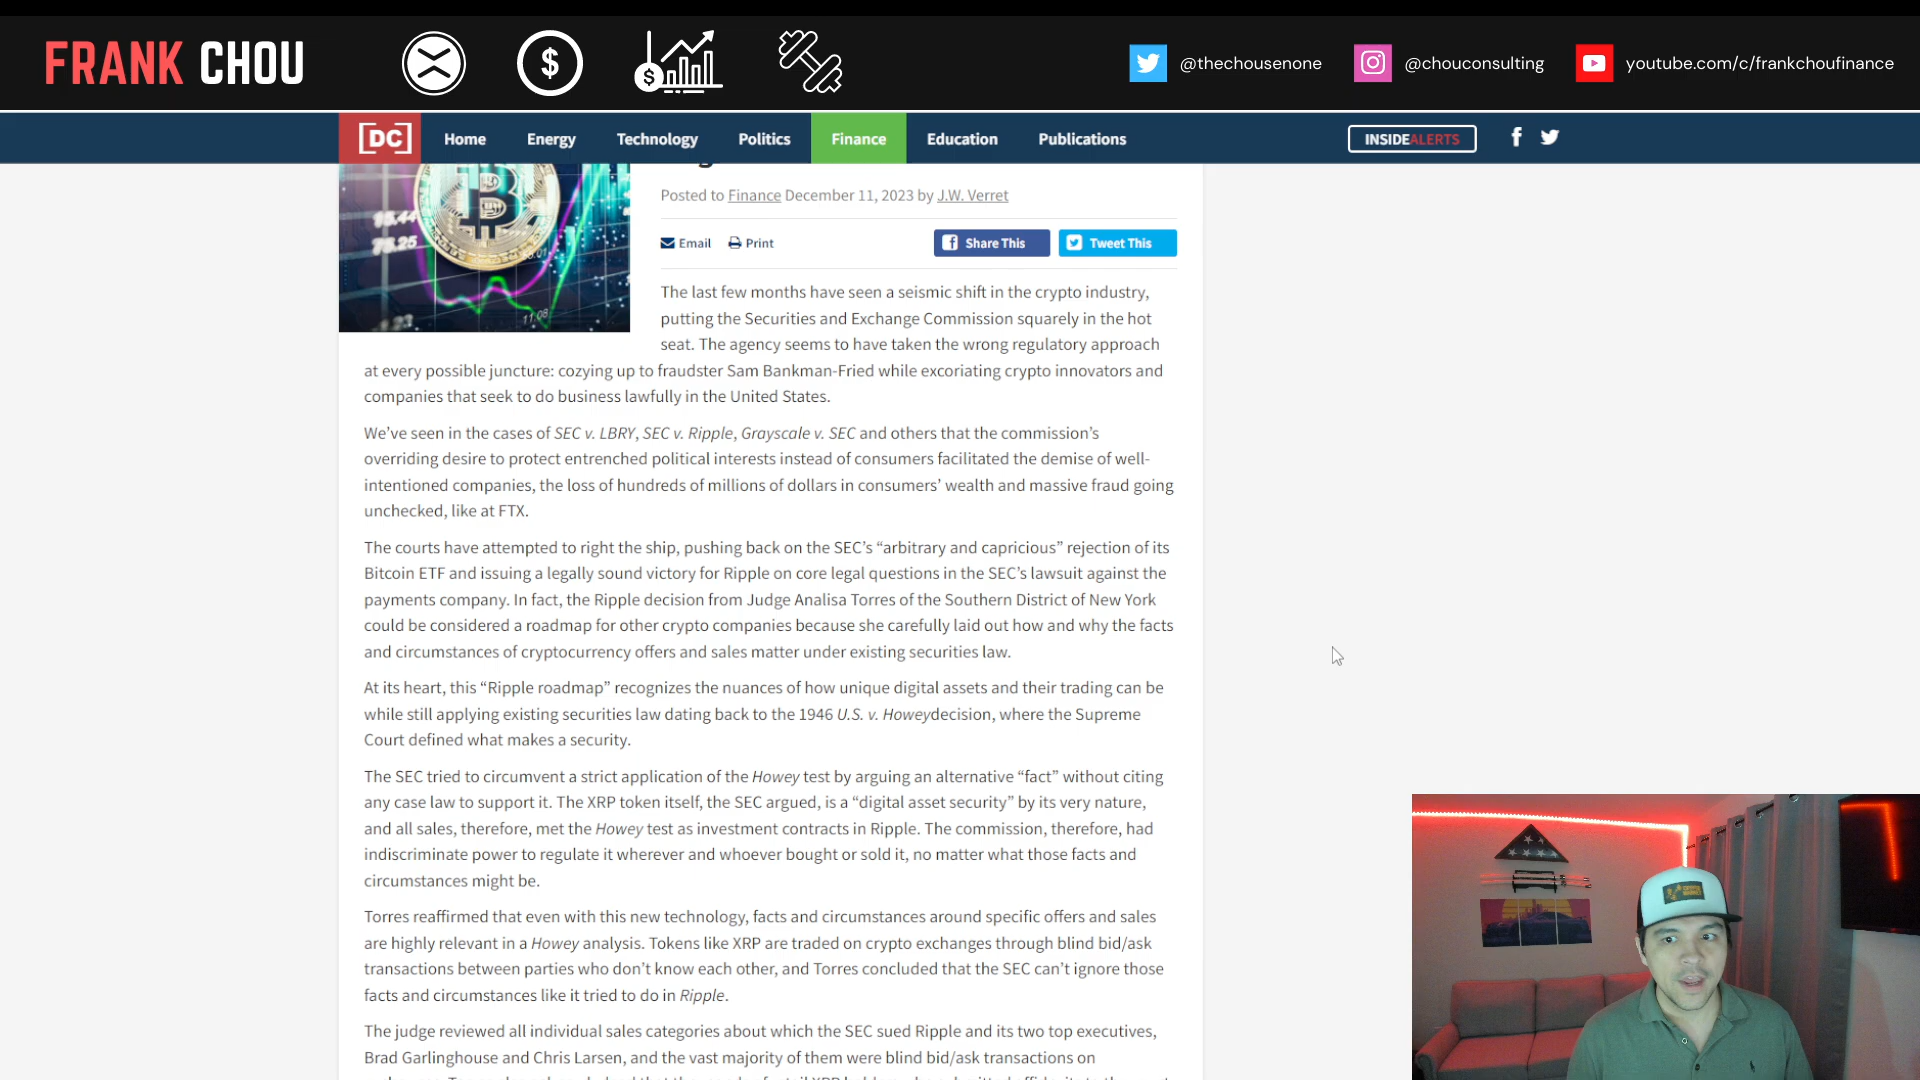 FRANK CHOU
@thechousenone
@chouconsulting
youtube.com/c/frankchoufinance
[DC]
Home
Energy
Technology
Politics
Finance
Education
Publications
INSIDEALERTS
Posted to Finance December 11, 2023 by J.W. Verret
Email
Print
Share This
Tweet This
The last few months have seen a seismic shift in the crypto industry,
putting the Securities and Exchange Commission squarely in the hot
seat. The agency seems to have taken the wrong regulatory approach
at every possible juncture: cozying up to fraudster Sam Bankman-Fried while excoriating crypto innovators and
companies that seek to do business lawfully in the United States.
We’ve seen in the cases of SEC v. LBRY, SEC v. Ripple, Grayscale v. SEC and others that the commission’s
overriding desire to protect entrenched political interests instead of consumers facilitated the demise of well-
intentioned companies, the loss of hundreds of millions of dollars in consumers’ wealth and massive fraud going
unchecked, like at FTX.
The courts have attempted to right the ship, pushing back on the SEC’s “arbitrary and capricious” rejection of its
Bitcoin ETF and issuing a legally sound victory for Ripple on core legal questions in the SEC’s lawsuit against the
payments company. In fact, the Ripple decision from Judge Analisa Torres of the Southern District of New York
could be considered a roadmap for other crypto companies because she carefully laid out how and why the facts
and circumstances of cryptocurrency offers and sales matter under existing securities law.
At its heart, this “Ripple roadmap” recognizes the nuances of how unique digital assets and their trading can be
while still applying existing securities law dating back to the 1946 U.S. v. Howeydecision, where the Supreme
Court defined what makes a security.
The SEC tried to circumvent a strict application of the Howey test by arguing an alternative “fact” without citing
any case law to support it. The XRP token itself, the SEC argued, is a “digital asset security” by its very nature,
and all sales, therefore, met the Howey test as investment contracts in Ripple. The commission, therefore, had
indiscriminate power to regulate it wherever and whoever bought or sold it, no matter what those facts and
circumstances might be.
Torres reaffirmed that even with this new technology, facts and circumstances around specific offers and sales
are highly relevant in a Howey analysis. Tokens like XRP are traded on crypto exchanges through blind bid/ask
transactions between parties who don’t know each other, and Torres concluded that the SEC can’t ignore those
facts and circumstances like it tried to do in Ripple.
The judge reviewed all individual sales categories about which the SEC sued Ripple and its two top executives,
Brad Garlinghouse and Chris Larsen, and the vast majority of them were blind bid/ask transactions on